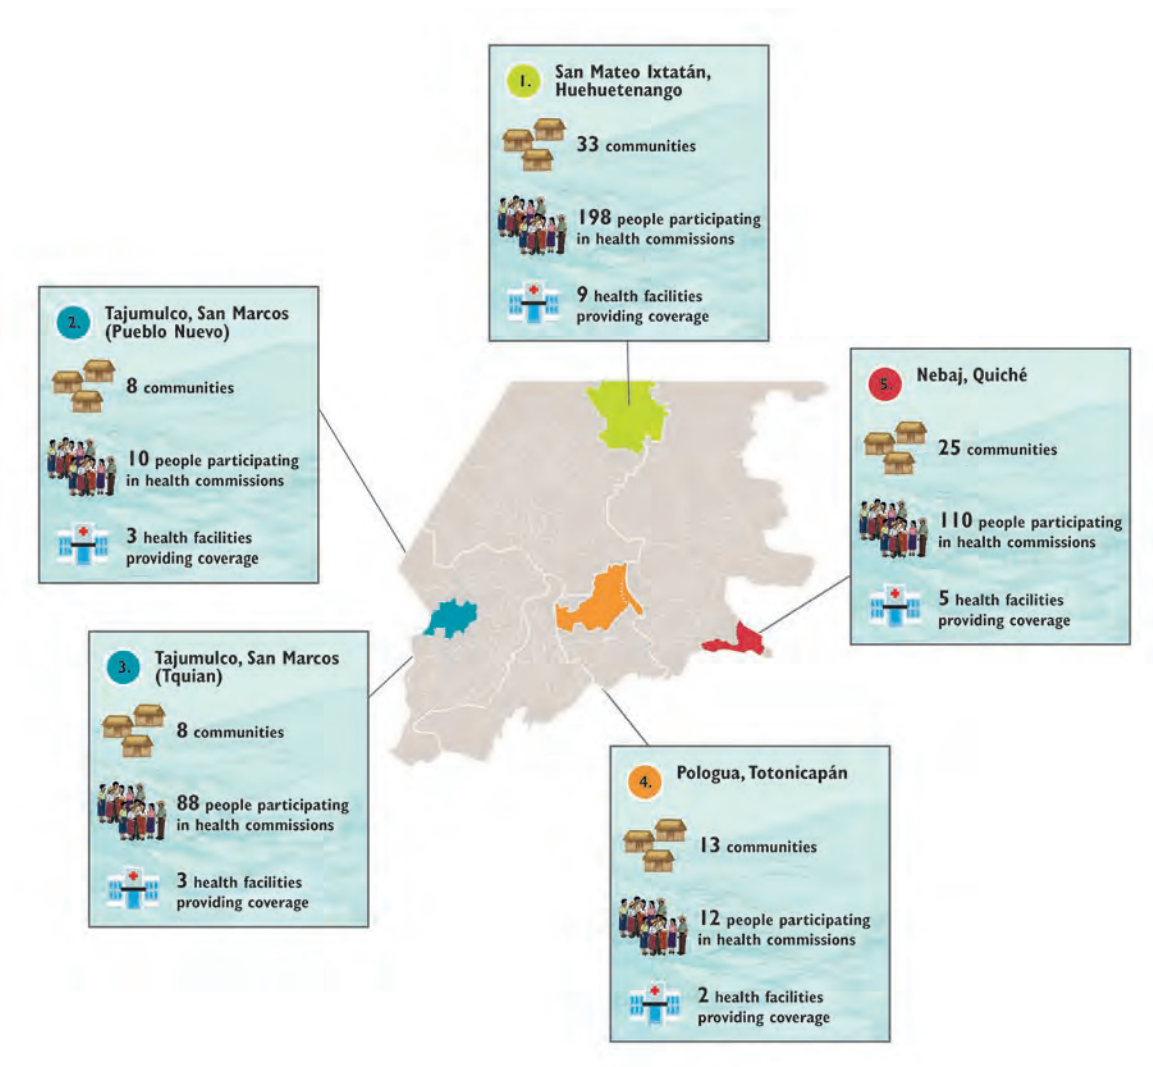 1.
San Mateo Ixtatán,
Huehuetenango
33 communities
198 people participating
in health commissions
9 health facilities
providing coverage
2.
Tajumulco, San Marcos
(Pueblo Nuevo)
8 communities
10 people participating
in health commissions
3 health facilities
providing coverage
3.
Tajumulco, San Marcos
(Tquian)
8 communities
88 people participating
in health commissions
3 health facilities
providing coverage
4.
Pologua, Totonicapán
13 communities
12 people participating
in health commissions
2 health facilities
providing coverage
5.
Nebaj, Quiché
25 communities
110 people participating
in health commissions
5 health facilities
providing coverage